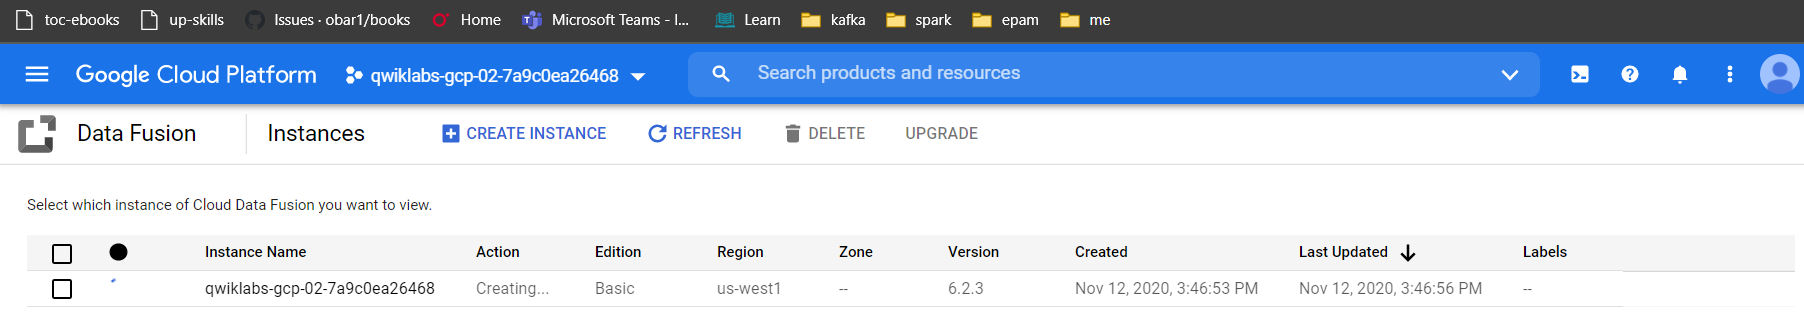 toc-ebooks up-skills Issues · obar1/books Home Microsoft Teams - I... Learn kafka spark epam me
Google Cloud Platform qwiklabs-gcp-02-7a9c0ea26468 Search products and resources
Data Fusion Instances CREATE INSTANCE REFRESH DELETE UPGRADE
Select which instance of Cloud Data Fusion you want to view.
Instance Name Action Edition Region Zone Version Created Last Updated Labels
qwiklabs-gcp-02-7a9c0ea26468 Creating... Basic us-west1 -- 6.2.3 Nov 12, 2020, 3:46:53 PM Nov 12, 2020, 3:46:56 PM --